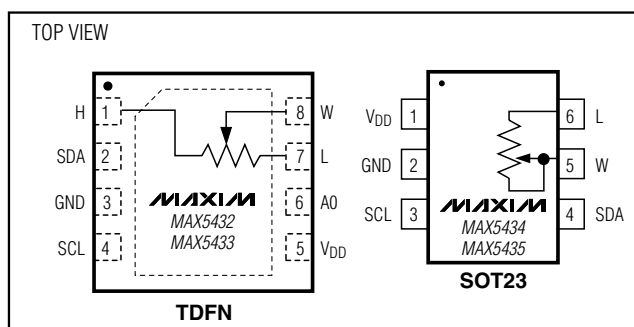 TOP VIEW
H 1 8 W
SDA 2 7 L
GND 3 6 A0
SCL 4 5 VDD
MAXIM
MAX5432
MAX5433
TDFN
VDD 1 6 L
GND 2 5 W
SCL 3 4 SDA
MAXIM
MAX5434
MAX5435
SOT23